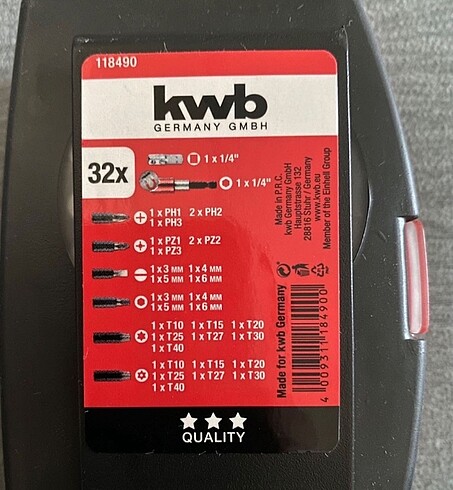 118490
kwb
GERMANY GMBH
32x
1 x 1/4"
1 x 1/4"
1 x PH1 2 x PH2
1 x PH3
1 x PZ1 2 x PZ2
1 x PZ3
1 x 3 MM 1 x 4 MM
1 x 5 MM 1 x 6 MM
1 x 3 MM 1 x 4 MM
1 x 5 MM 1 x 6 MM
1 x T10 1 x T15 1 x T20
1 x T25 1 x T27 1 x T30
1 x T40
1 x T10 1 x T15 1 x T20
1 x T25 1 x T27 1 x T30
1 x T40
Made in P.R.C.
kwb Germany GmbH
Hauptstrasse 132
28816 Stuhr / Germany
www.kwb.eu
Member of the Einhell Group
Made for kwb Germany
4 009311 184900
QUALITY